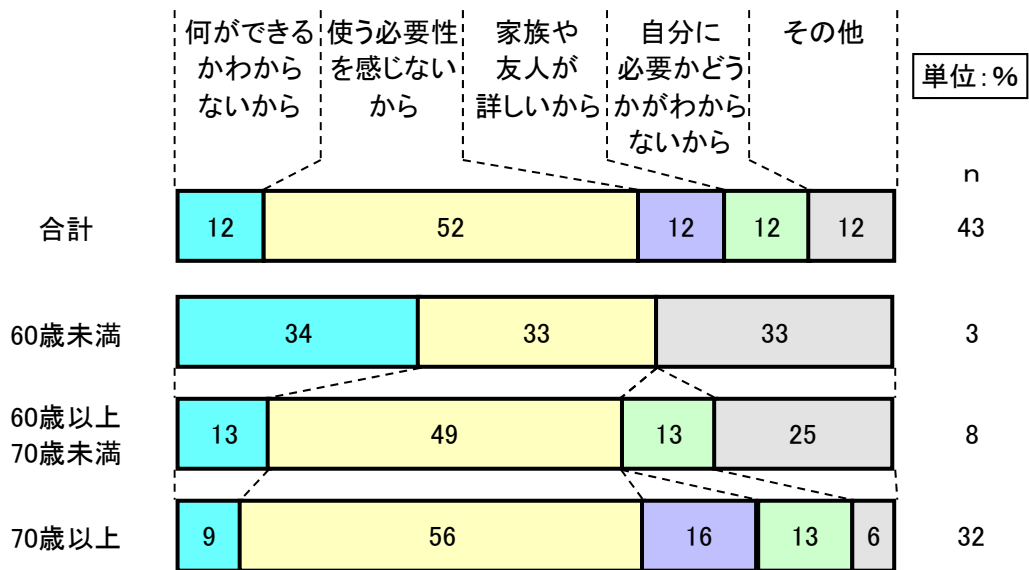 何ができる
かわから
ないから
使う必要性
を感じない
から
家族や
友人が
詳しいから
自分に
必要かどう
かがわから
ないから
その他
単位：％
ｎ
合計
12
52
12
12
12
43
60歳未満
34
33
33
3
60歳以上
70歳未満
13
49
13
25
8
70歳以上
9
56
16
13
6
32